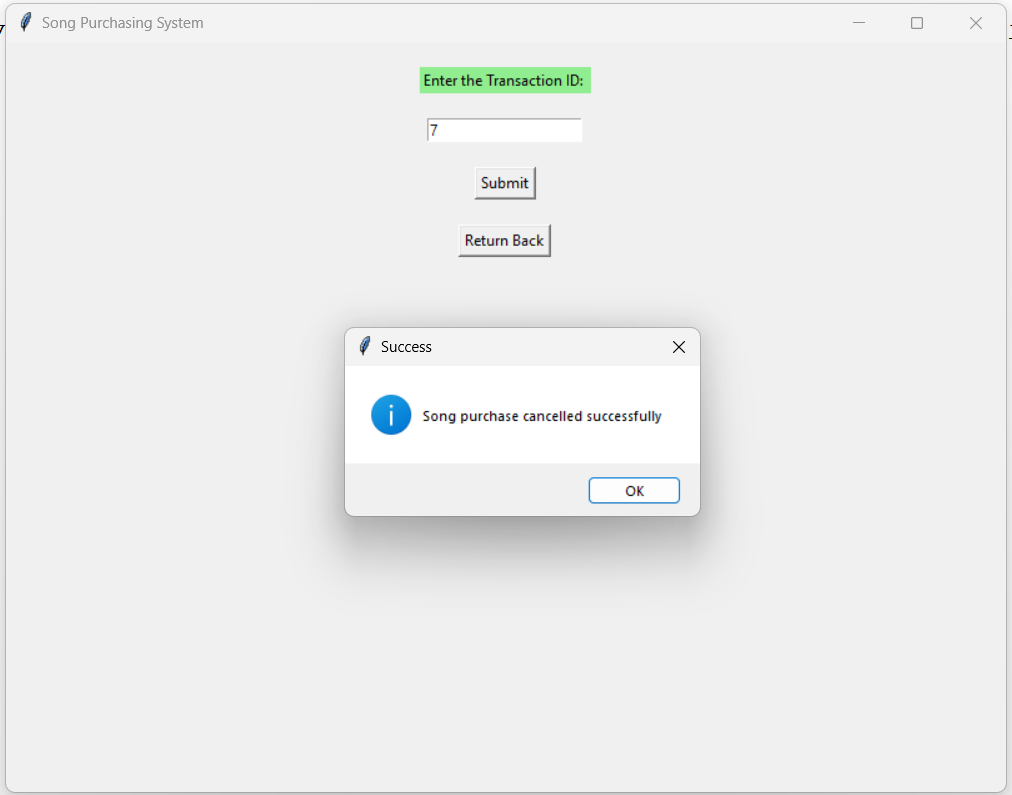 Song Purchasing System
Enter the Transaction ID:
7
Submit
Return Back
Success
Song purchase cancelled successfully
OK